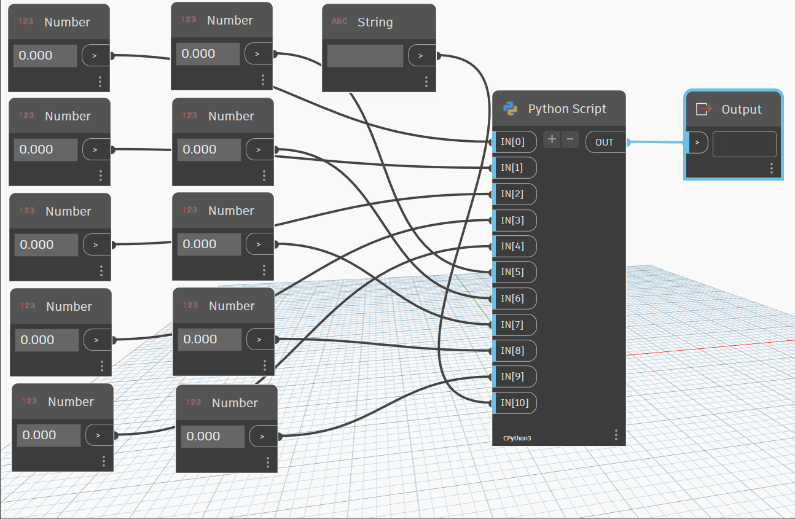 123 Number
0.000 >
123 Number
0.000 >
ABC String
>
123 Number
0.000 >
123 Number
0.000 >
123 Number
0.000 >
123 Number
0.000 >
123 Number
0.000 >
123 Number
0.000 >
123 Number
0.000 >
123 Number
0.000 >
Python Script
IN[0] + − OUT
IN[1]
IN[2]
IN[3]
IN[4]
IN[5]
IN[6]
IN[7]
IN[8]
IN[9]
IN[10]
CPython3
Output
>